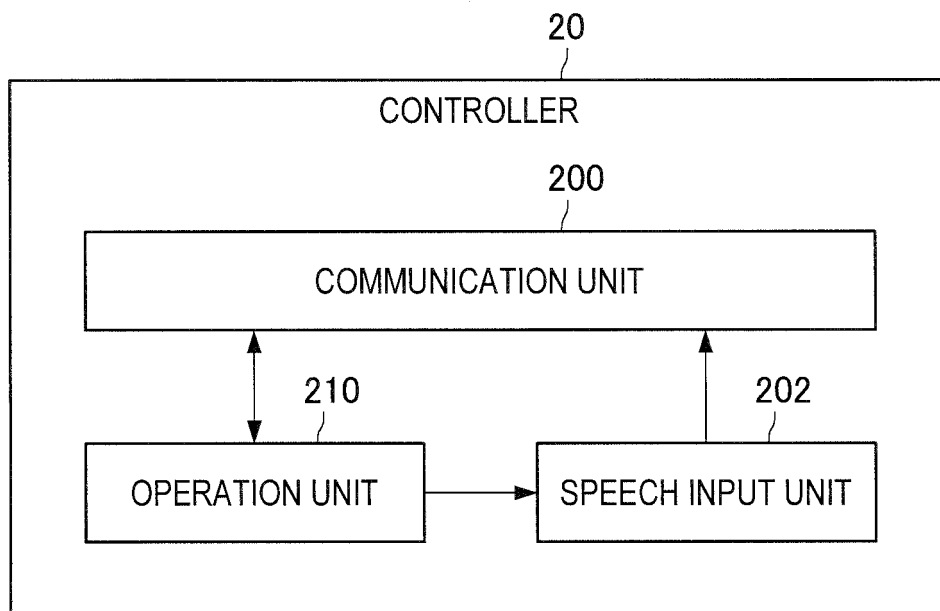 20
CONTROLLER
200
COMMUNICATION UNIT
210
202
OPERATION UNIT
SPEECH INPUT UNIT